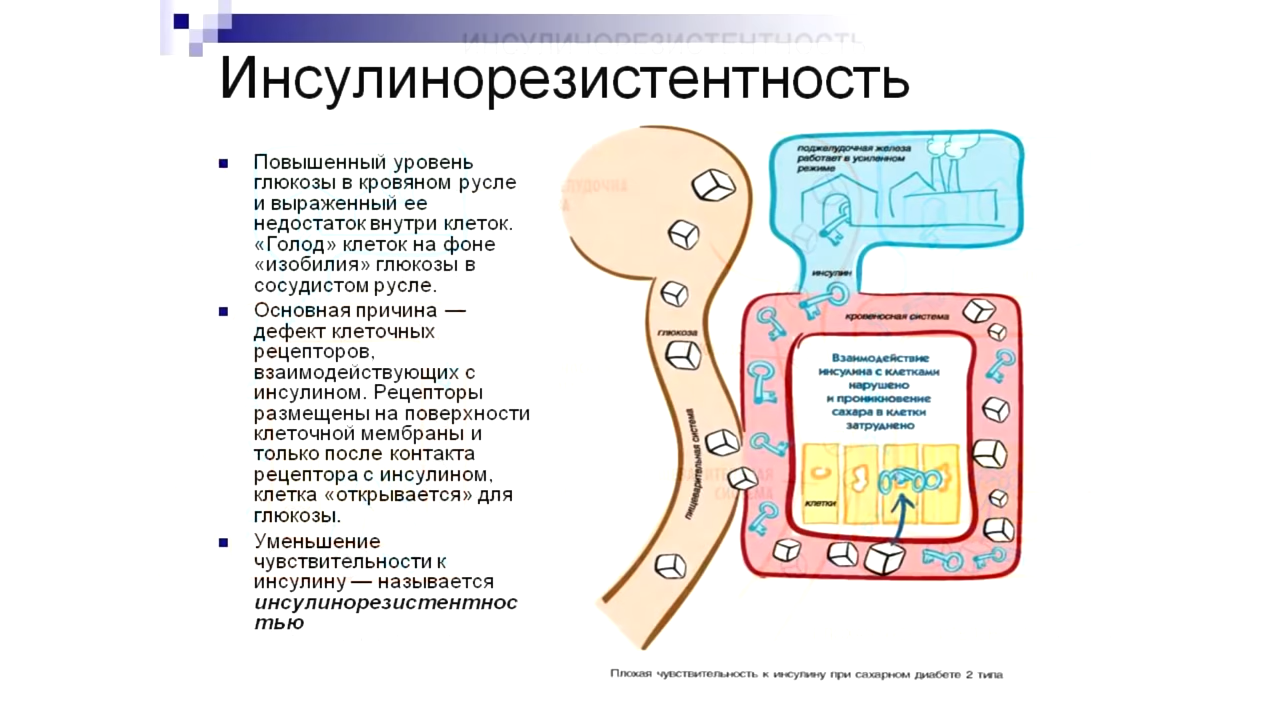 Инсулинорезистентность
Повышенный уровень
глюкозы в кровяном русле
и выраженный ее
недостаток внутри клеток.
«Голод» клеток на фоне
«изобилия» глюкозы в
сосудистом русле.
Основная причина —
дефект клеточных
рецепторов,
взаимодействующих с
инсулином. Рецепторы
размещены на поверхности
клеточной мембраны и
только после контакта
рецептора с инсулином,
клетка «открывается» для
глюкозы.
Уменьшение
чувствительности к
инсулину — называется
инсулинорезистентнос
тью
поджелудочная железа
работает в усиленном
режиме
инсулин
кровеносная система
глюкоза
пищеварительная система
Взаимодействие
инсулина с клетками
нарушено
и проникновение
сахара в клетки
затруднено
клетки
Плохая чувствительность к инсулину при сахарном диабете 2 типа